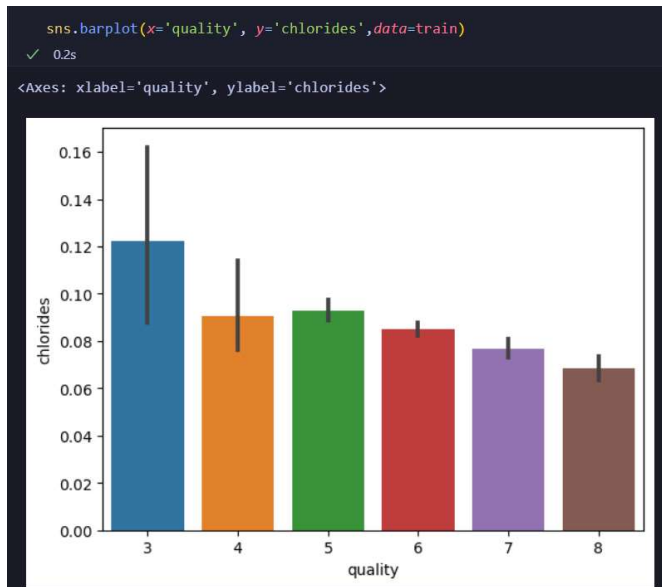 sns.barplot(x='quality', y='chlorides',data=train)
✓ 0.2s
<Axes: xlabel='quality', ylabel='chlorides'>
0.16
0.14
0.12
0.10
0.08
0.06
0.04
0.02
0.00
chlorides
3 4 5 6 7 8
quality